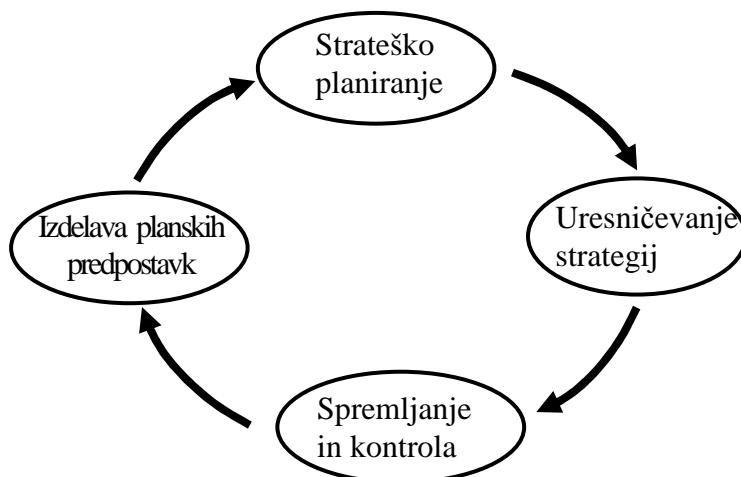 Strateško
planiranje
Uresničevanje
strategij
Spremljanje
in kontrola
Izdelava planskih
predpostavk